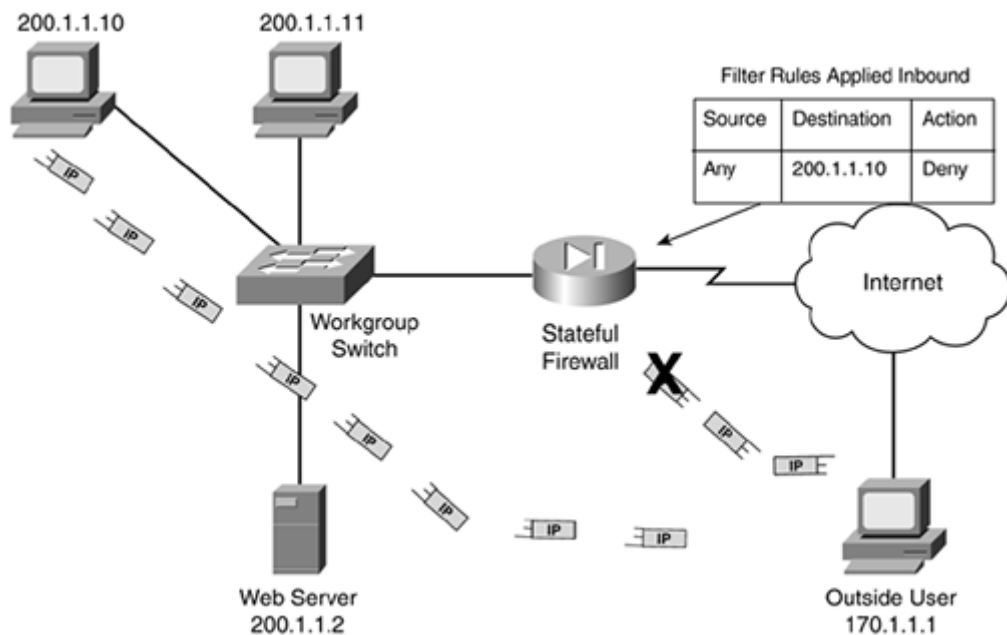 200.1.1.10
200.1.1.11
Filter Rules Applied Inbound
Source Destination Action
Any 200.1.1.10 Deny
IP
IP
IP
IP
IP
IP
IP
IP
IP
IP
Workgroup
Switch
Stateful
Firewall
X
Internet
Web Server
200.1.1.2
Outside User
170.1.1.1